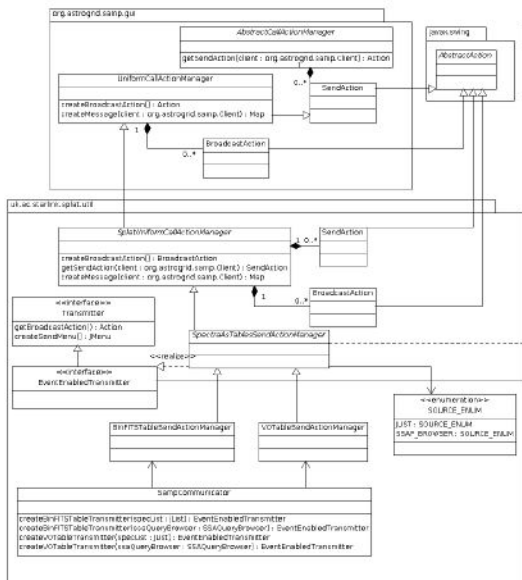 org.astrogrid.samp.gui
AbstractCallActionManager
getSendAction(client : org.astrogrid.samp.Client) : Action
0..*
SendAction
javax.swing
AbstractAction
UniformCallActionManager
createBroadcastAction() : Action
createMessage(client : org.astrogrid.samp.Client) : Map
1
0..*
BroadcastAction
uk.ac.starlink.splat.util
SplatUniformCallActionManager
createBroadcastAction() : BroadcastAction
getSendAction(client : org.astrogrid.samp.Client) : SendAction
createMessage(client : org.astrogrid.samp.Client) : Map
1
0..*
SendAction
1
0..*
BroadcastAction
<<interface>>
Transmitter
getBroadcastAction() : Action
createSendMenu() : JMenu
SpectraAsTablesSendActionManager
<<realize>>
<<interface>>
EventEnabledTransmitter
<<enumeration>>
SOURCE_ENUM
JLIST : SOURCE_ENUM
SSAP_BROWSER : SOURCE_ENUM
BinFITSTableSendActionManager
VOTableSendActionManager
SampCommunicator
createBinFITSTableTransmitter(specList : JList) : EventEnabledTransmitter
createBinFITSTableTransmitter(ssaQueryBrowser : SSAQueryBrowser) : EventEnabledTransmitter
createVOTableTransmitter(specList : JList) : EventEnabledTransmitter
createVOTableTransmitter(ssaQueryBrowser : SSAQueryBrowser) : EventEnabledTransmitter